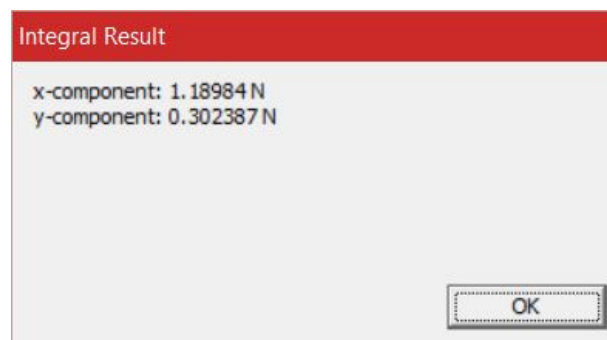 Integral Result
x-component: 1.18984 N
y-component: 0.302387 N
OK